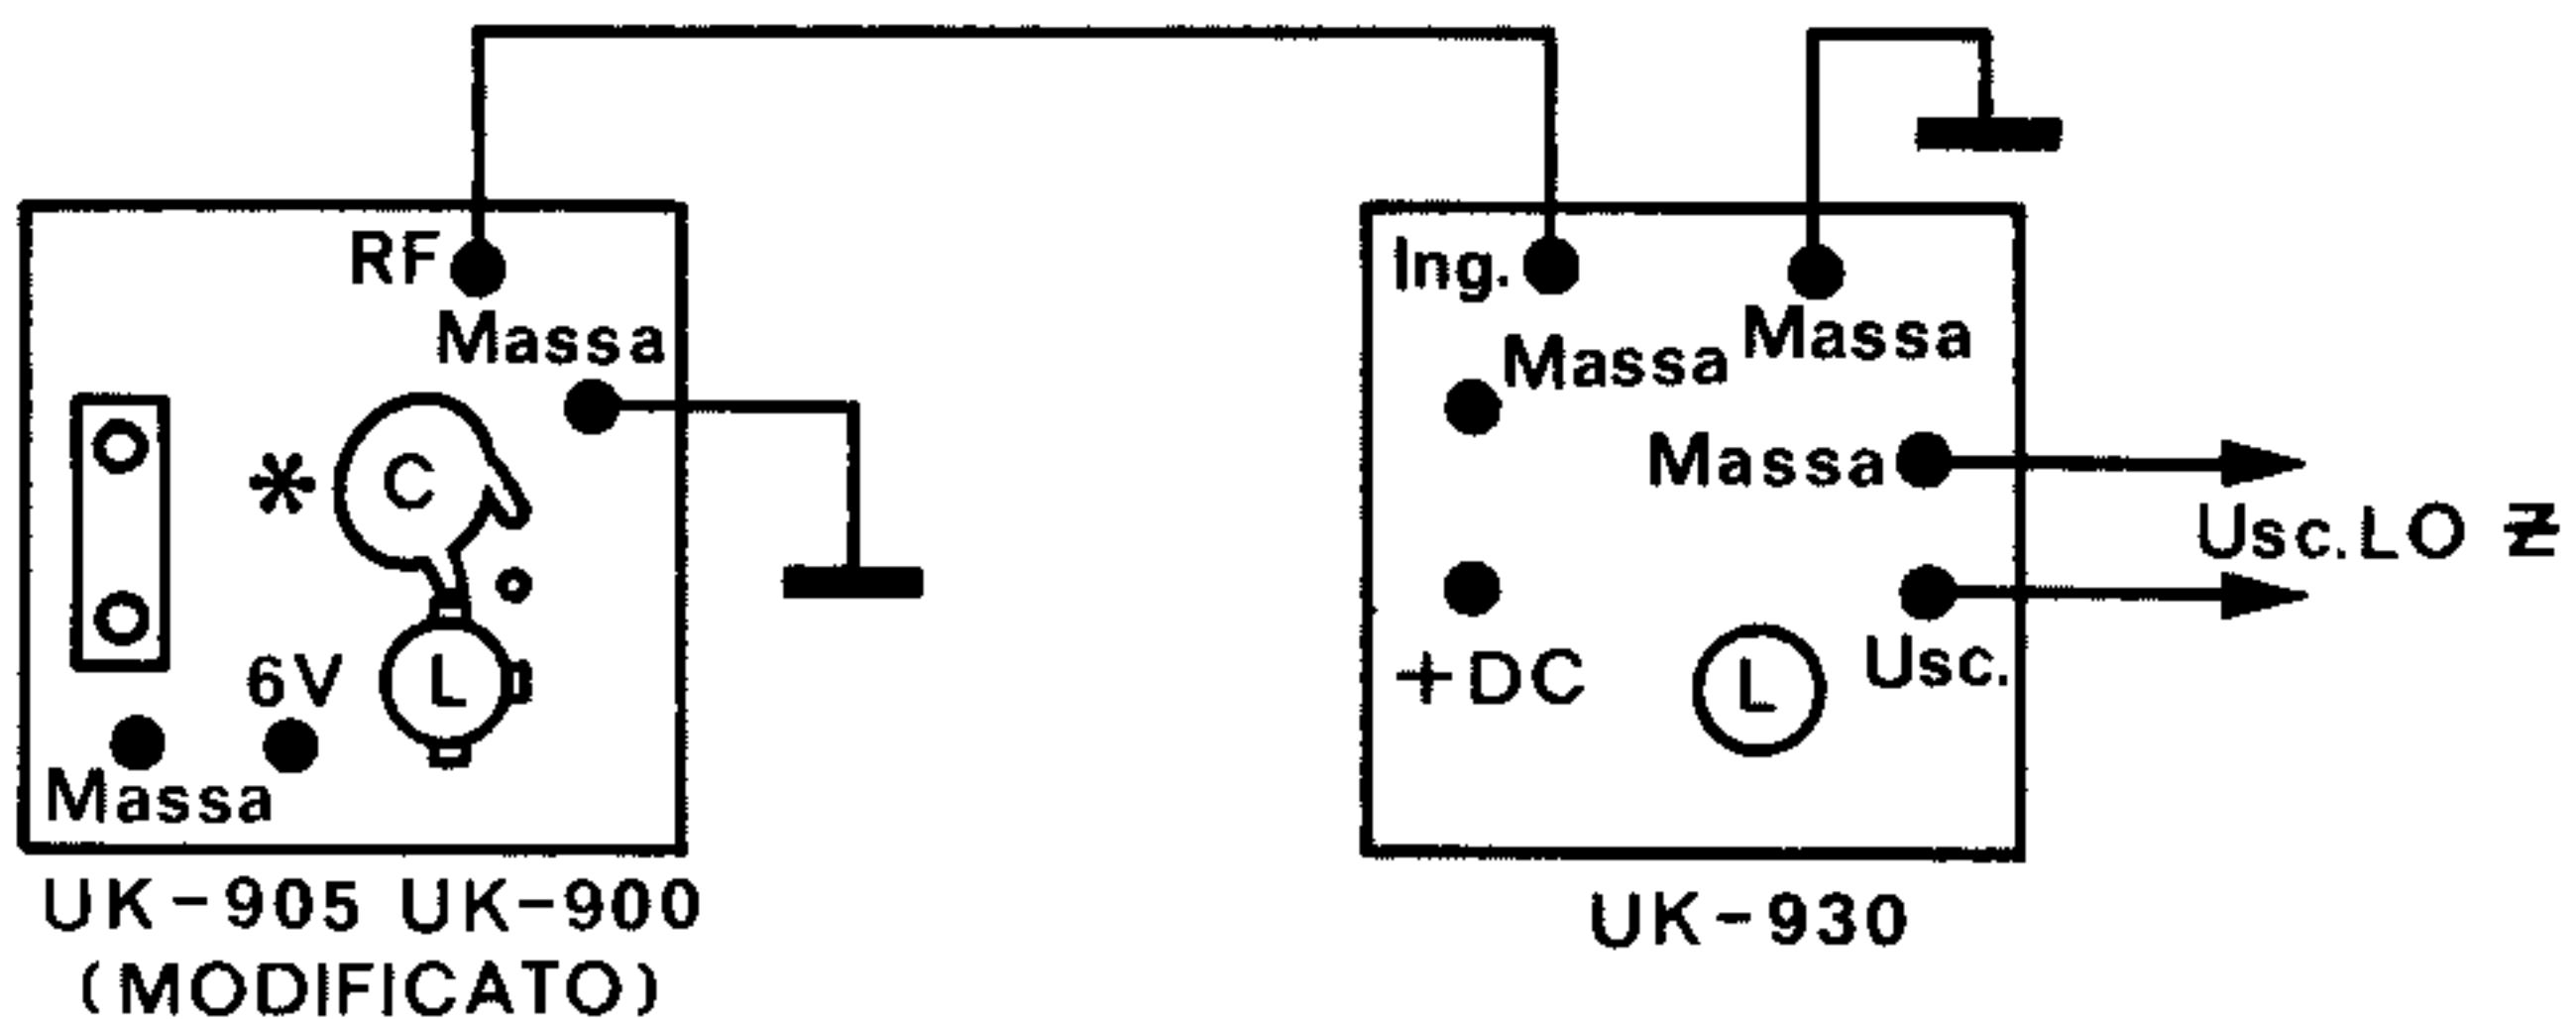 RF
Massa
*
C
6V
L
Massa
UK-905 UK-900
(MODIFICATO)
Ing.
Massa
Massa
Massa
Usc. LO Z
+DC
L
Usc.
UK-930